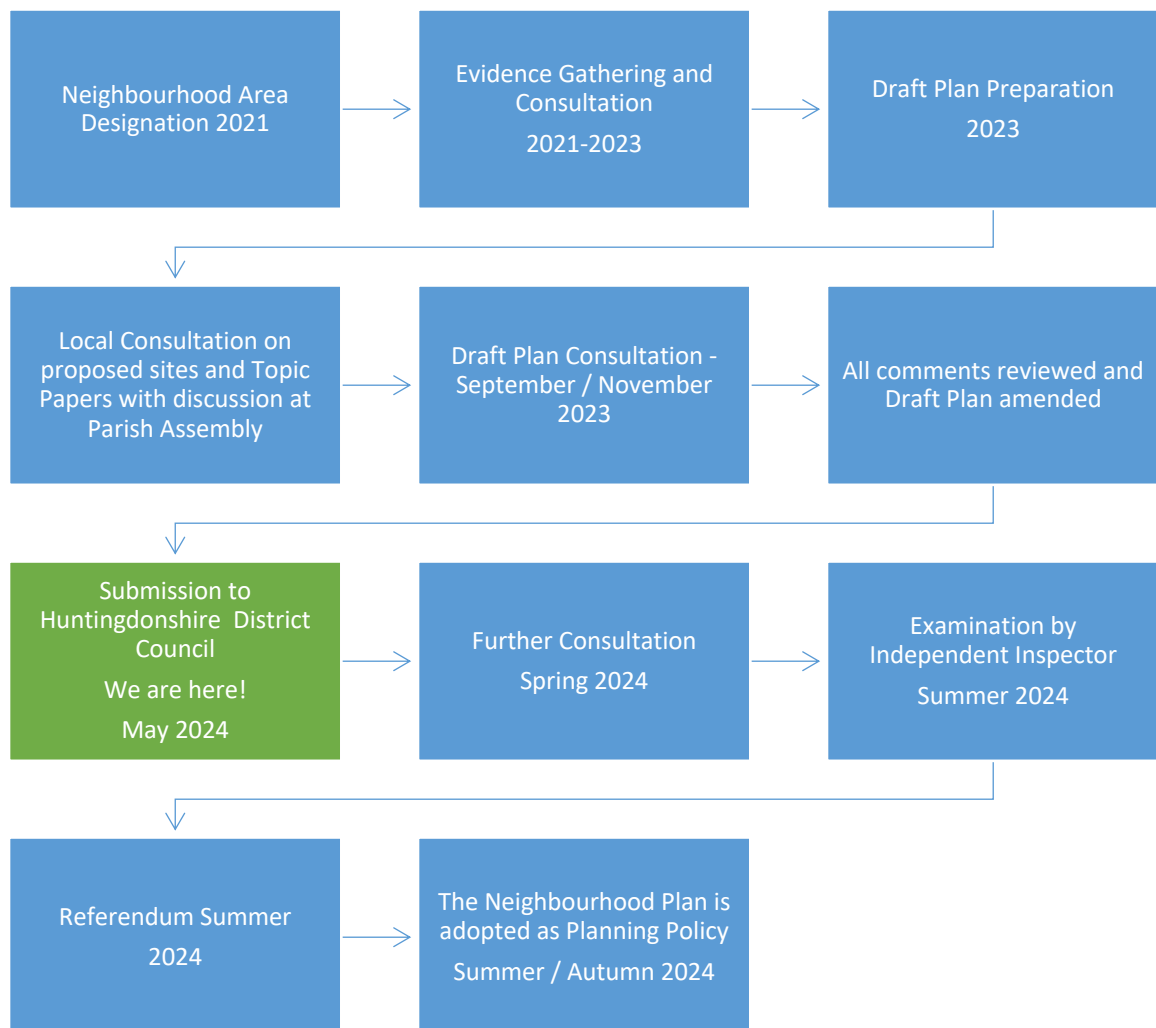 Neighbourhood Area
Designation 2021
Evidence Gathering and
Consultation
2021-2023
Draft Plan Preparation
2023
Local Consultation on
proposed sites and Topic
Papers with discussion at
Parish Assembly
Draft Plan Consultation -
September / November
2023
All comments reviewed and
Draft Plan amended
Submission to
Huntingdonshire District
Council
We are here!
May 2024
Further Consultation
Spring 2024
Examination by
Independent Inspector
Summer 2024
Referendum Summer
2024
The Neighbourhood Plan is
adopted as Planning Policy
Summer / Autumn 2024